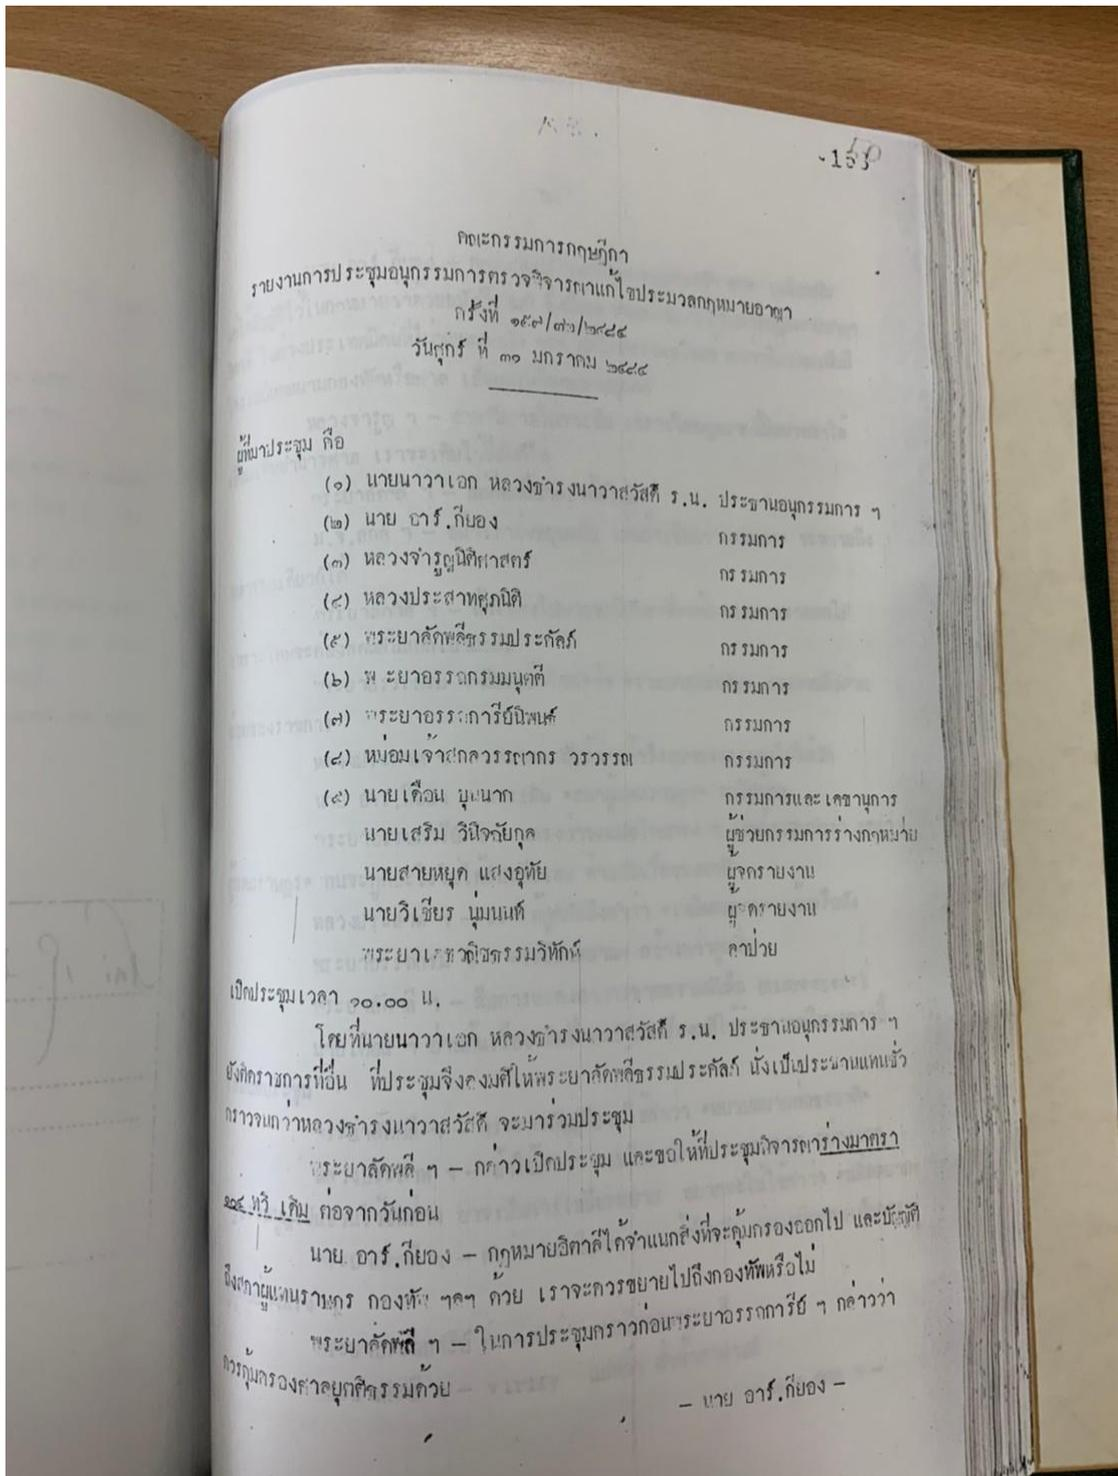 คณะกรรมการกฤษฎีกา
รายงานการประชุมอนุกรรมการตรวจพิจารณาแก้ไขประมวลกฎหมายอาญา
ครั้งที่ ๑๕๙/๗๖/๒๔๘๔
วันศุกร์ ที่ ๓๑ มกราคม ๒๔๘๔
ผู้ที่มาประชุม คือ
(๑) นายนาวาเอก หลวงธำรงนาวาสวัสดิ์ ร.น. ประธานอนุกรรมการ ฯ
(๒) นาย อาร์.กียอง กรรมการ
(๓) หลวงจำรูญนิติศาสตร์ กรรมการ
(๔) หลวงประสาทศุภนิติ กรรมการ
(๕) พระยาลัดพลีธรรมประคัลภ์ กรรมการ
(๖) พ ะยาอรรถกรมมนุตตี กรรมการ
(๗) พระยาอรรถการีย์นิพนธ์ กรรมการ
(๘) หม่อมเจ้าสกลวรรณากร วรวรรณ กรรมการ
(๙) นายเดือน บุนนาค กรรมการและเลขานุการ
นายเสริม วินิจฉัยกุล ผู้ช่วยกรรมการร่างกฎหมาย
นายสายหยุด แสงอุทัย ผู้จดรายงาน
นายวิเชียร นุ่มนนท์ ผู้จดรายงาน
พระยาเลขวณิชธรรมวิทักษ์ ลาป่วย
เปิดประชุมเวลา ๑๐.๐๐ น.
โดยที่นายนาวาเอก หลวงธำรงนาวาสวัสดิ์ ร.น. ประธานอนุกรรมการ ฯ
ยังติดราชการที่อื่น ที่ประชุมจึงลงมติให้พระยาลัดพลีธรรมประคัลภ์ นั่งเป็นประธานแทนชั่ว
คราวจนกว่าหลวงธำรงนาวาสวัสดิ์ จะมาร่วมประชุม
พระยาลัดพลี ฯ – กล่าวเปิดประชุม และขอให้ที่ประชุมพิจารณาร่างมาตรา
ทวิ เดิม ต่อจากวันก่อน
นาย อาร์.กียอง – กฎหมายอิตาลีได้จำแนกสิ่งที่จะคุ้มครองออกไป และบัญญัติ
ถึงสภาผู้แทนราษฎร กองทัพ ฯลฯ ด้วย เราจะควรขยายไปถึงกองทัพหรือไม่
พระยาลัดพลี ฯ – ในการประชุมคราวก่อนพระยาอรรถการีย์ ฯ กล่าวว่า
ควรคุ้มครองศาลยุติธรรมด้วย
– นาย อาร์.กียอง –